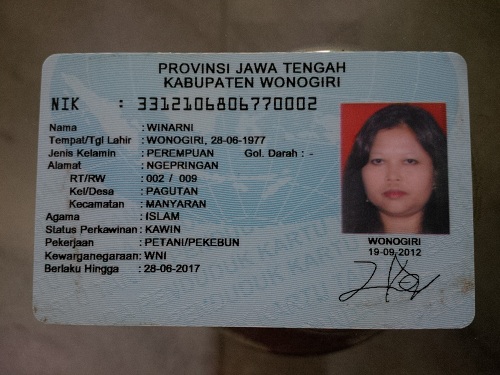 PROVINSI JAWA TENGAH
KABUPATEN WONOGIRI
NIK : 3312106806770002
Nama : WINARNI
Tempat/Tgl Lahir : WONOGIRI, 28-06-1977
Jenis Kelamin : PEREMPUAN Gol. Darah : -
Alamat : NGEPRINGAN
RT/RW : 002 / 009
Kel/Desa : PAGUTAN
Kecamatan : MANYARAN
Agama : ISLAM
Status Perkawinan: KAWIN
Pekerjaan : PETANI/PEKEBUN
Kewarganegaraan: WNI
Berlaku Hingga : 28-06-2017
WONOGIRI
19-09-2012